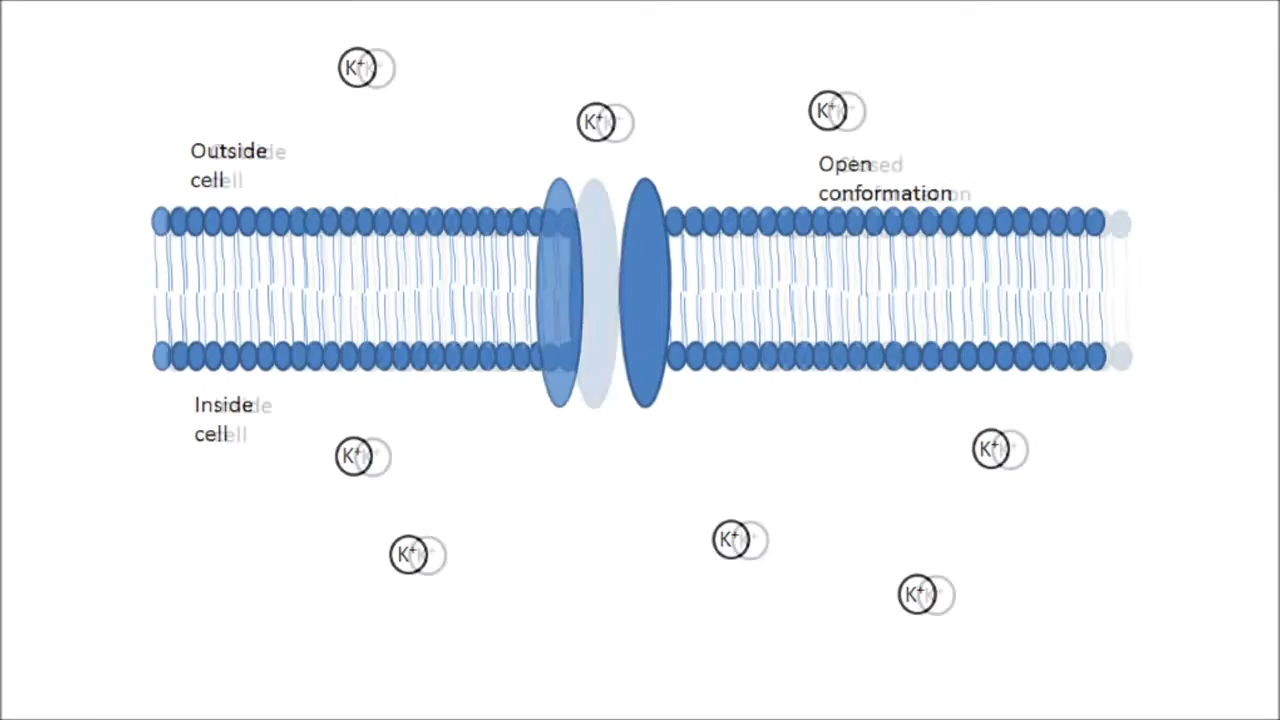 K⁺
K⁺
K⁺
Outside
cell
Open
conformation
Inside
cell
K⁺
K⁺
K⁺
K⁺
K⁺